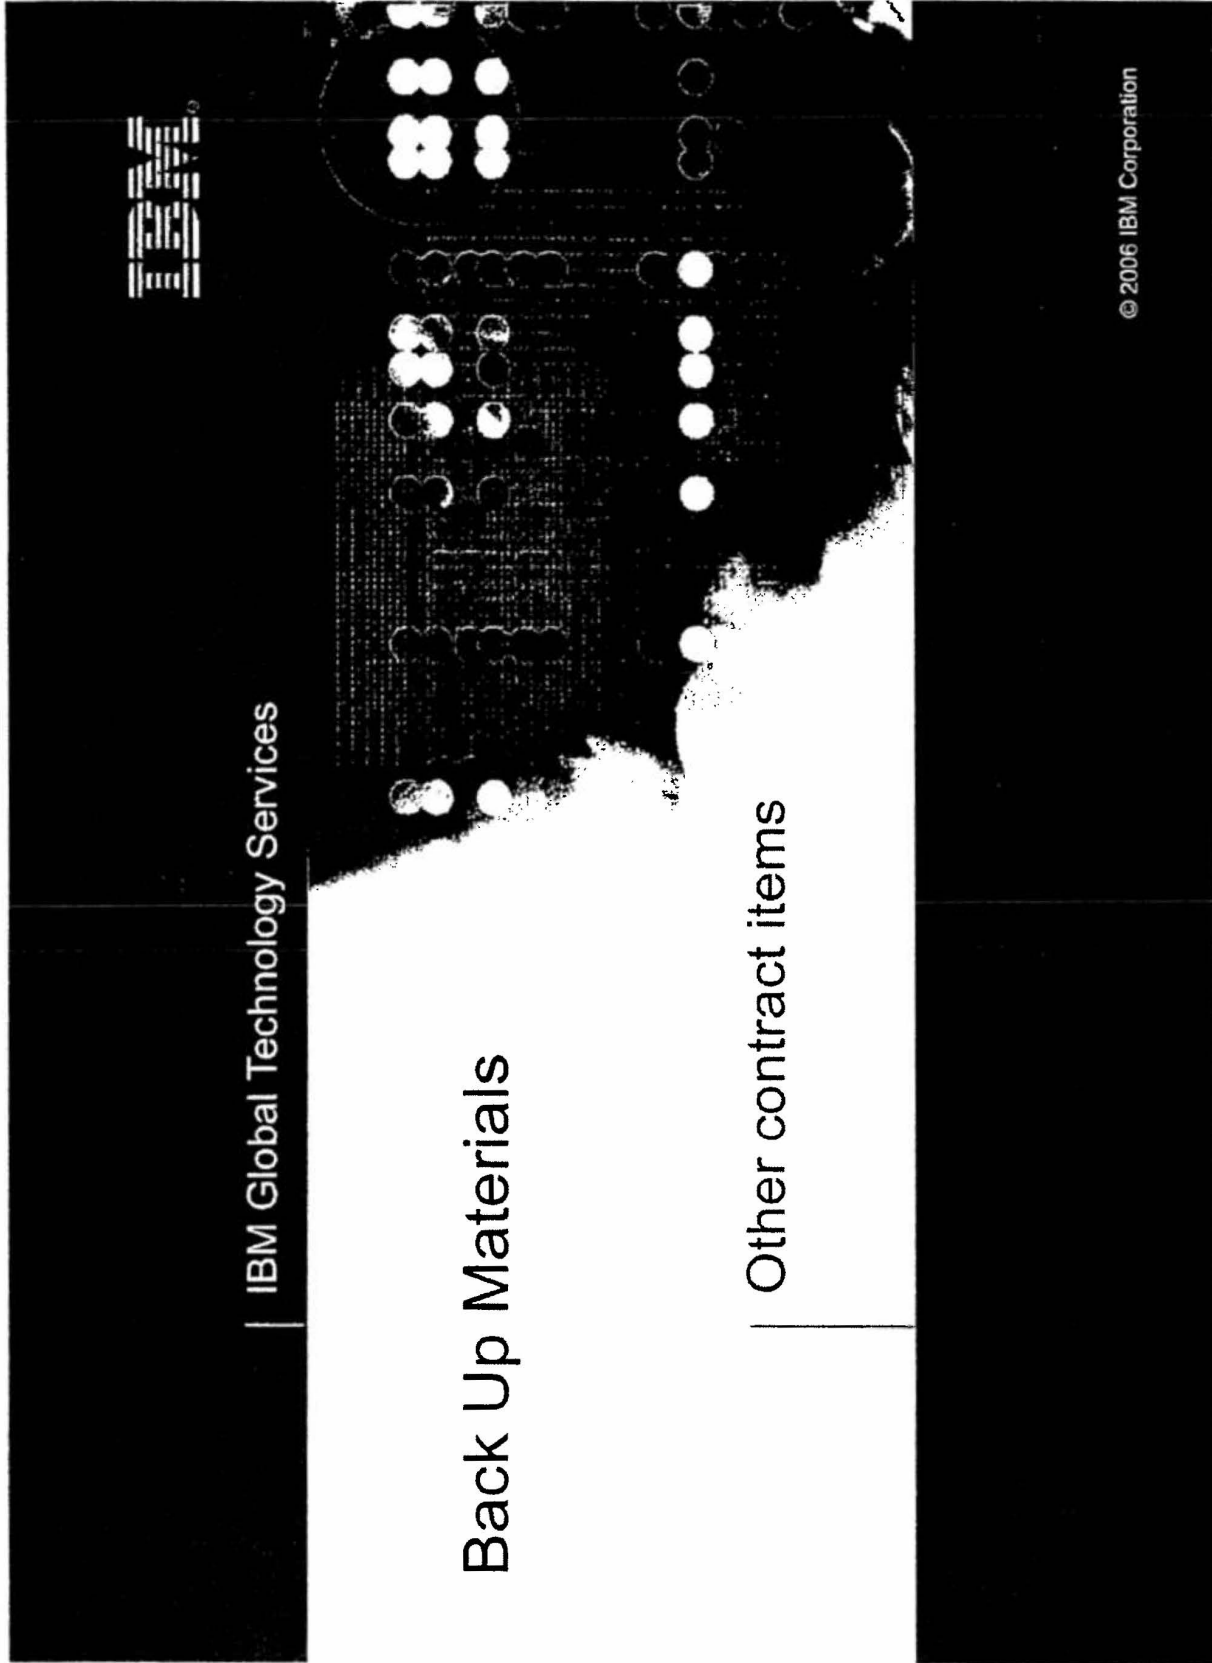 IBM
IBM Global Technology Services
Back Up Materials
Other contract items
© 2006 IBM Corporation